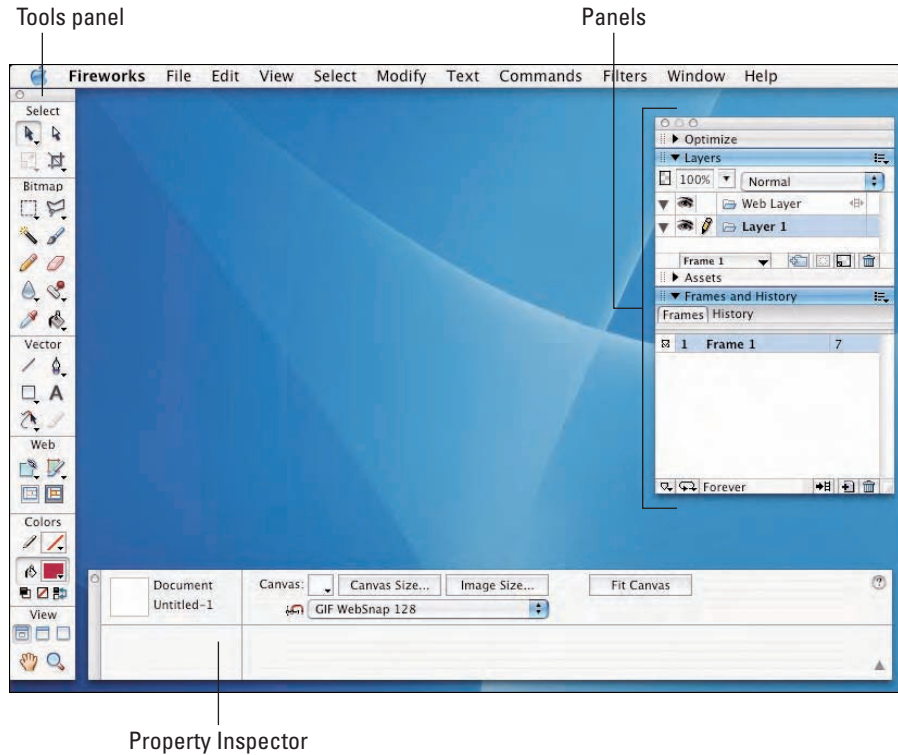 Tools panel
Panels
Fireworks File Edit View Select Modify Text Commands Filters Window Help
Select
Bitmap
Vector
A
Web
Colors
View
Optimize
Layers
100% Normal
Web Layer
Layer 1
Frame 1
Assets
Frames and History
Frames History
1 Frame 1 7
Forever
Document
Untitled-1
Canvas: Canvas Size... Image Size... Fit Canvas
?
GIF WebSnap 128
Property Inspector